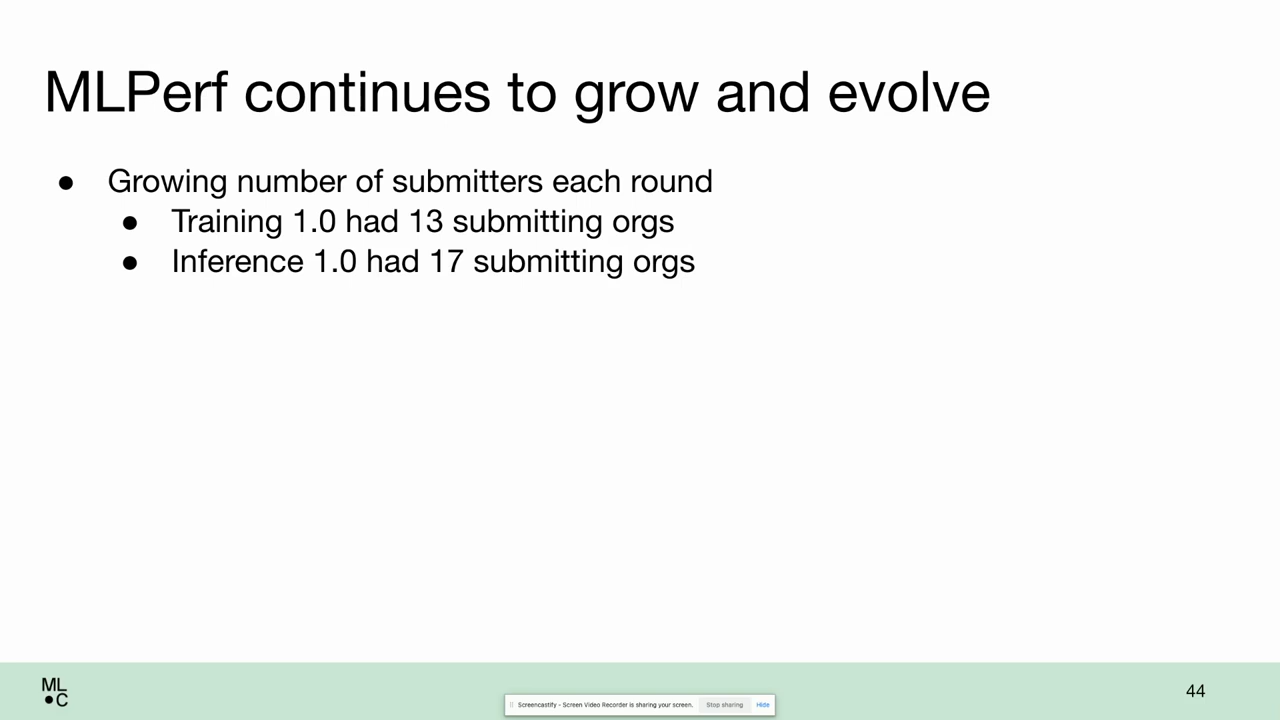 MLPerf continues to grow and evolve
● Growing number of submitters each round
● Training 1.0 had 13 submitting orgs
● Inference 1.0 had 17 submitting orgs
ML
●C
Screencastify - Screen Video Recorder is sharing your screen. Stop sharing Hide
44